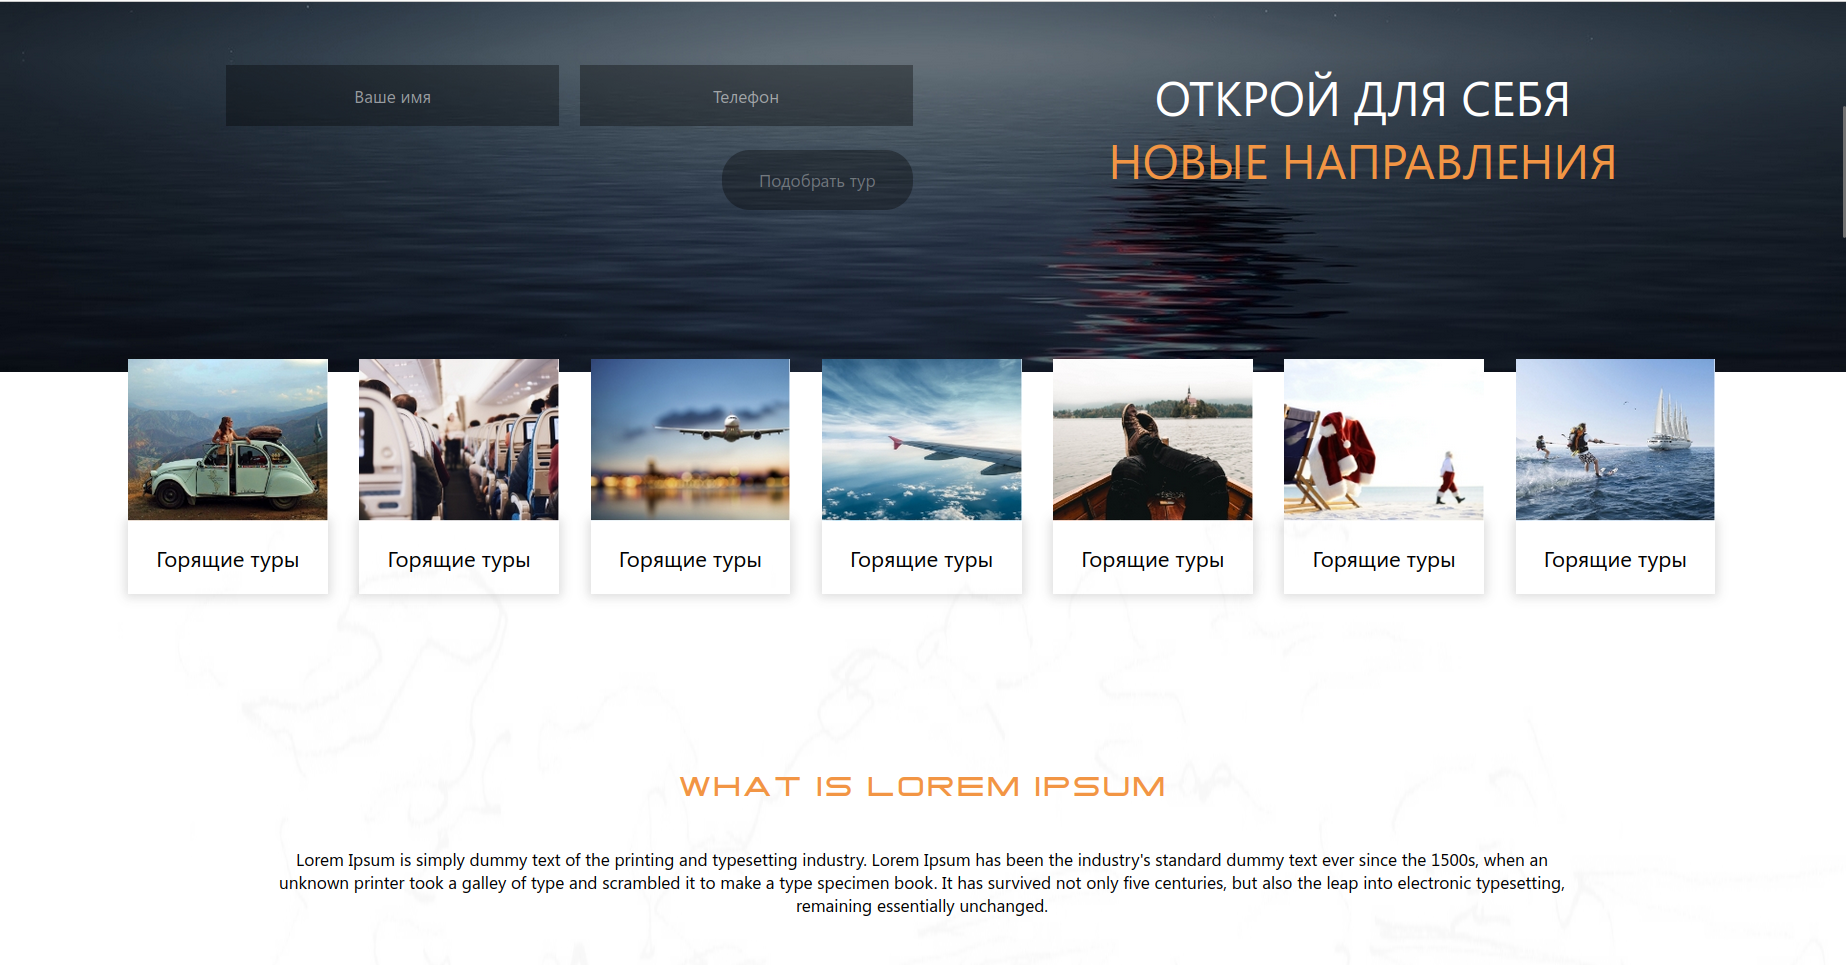 Ваше имя
Телефон
Подобрать тур
ОТКРОЙ ДЛЯ СЕБЯ
НОВЫЕ НАПРАВЛЕНИЯ
Горящие туры
Горящие туры
Горящие туры
Горящие туры
Горящие туры
Горящие туры
Горящие туры
WHAT IS LOREM IPSUM
Lorem Ipsum is simply dummy text of the printing and typesetting industry. Lorem Ipsum has been the industry's standard dummy text ever since the 1500s, when an
unknown printer took a galley of type and scrambled it to make a type specimen book. It has survived not only five centuries, but also the leap into electronic typesetting,
remaining essentially unchanged.